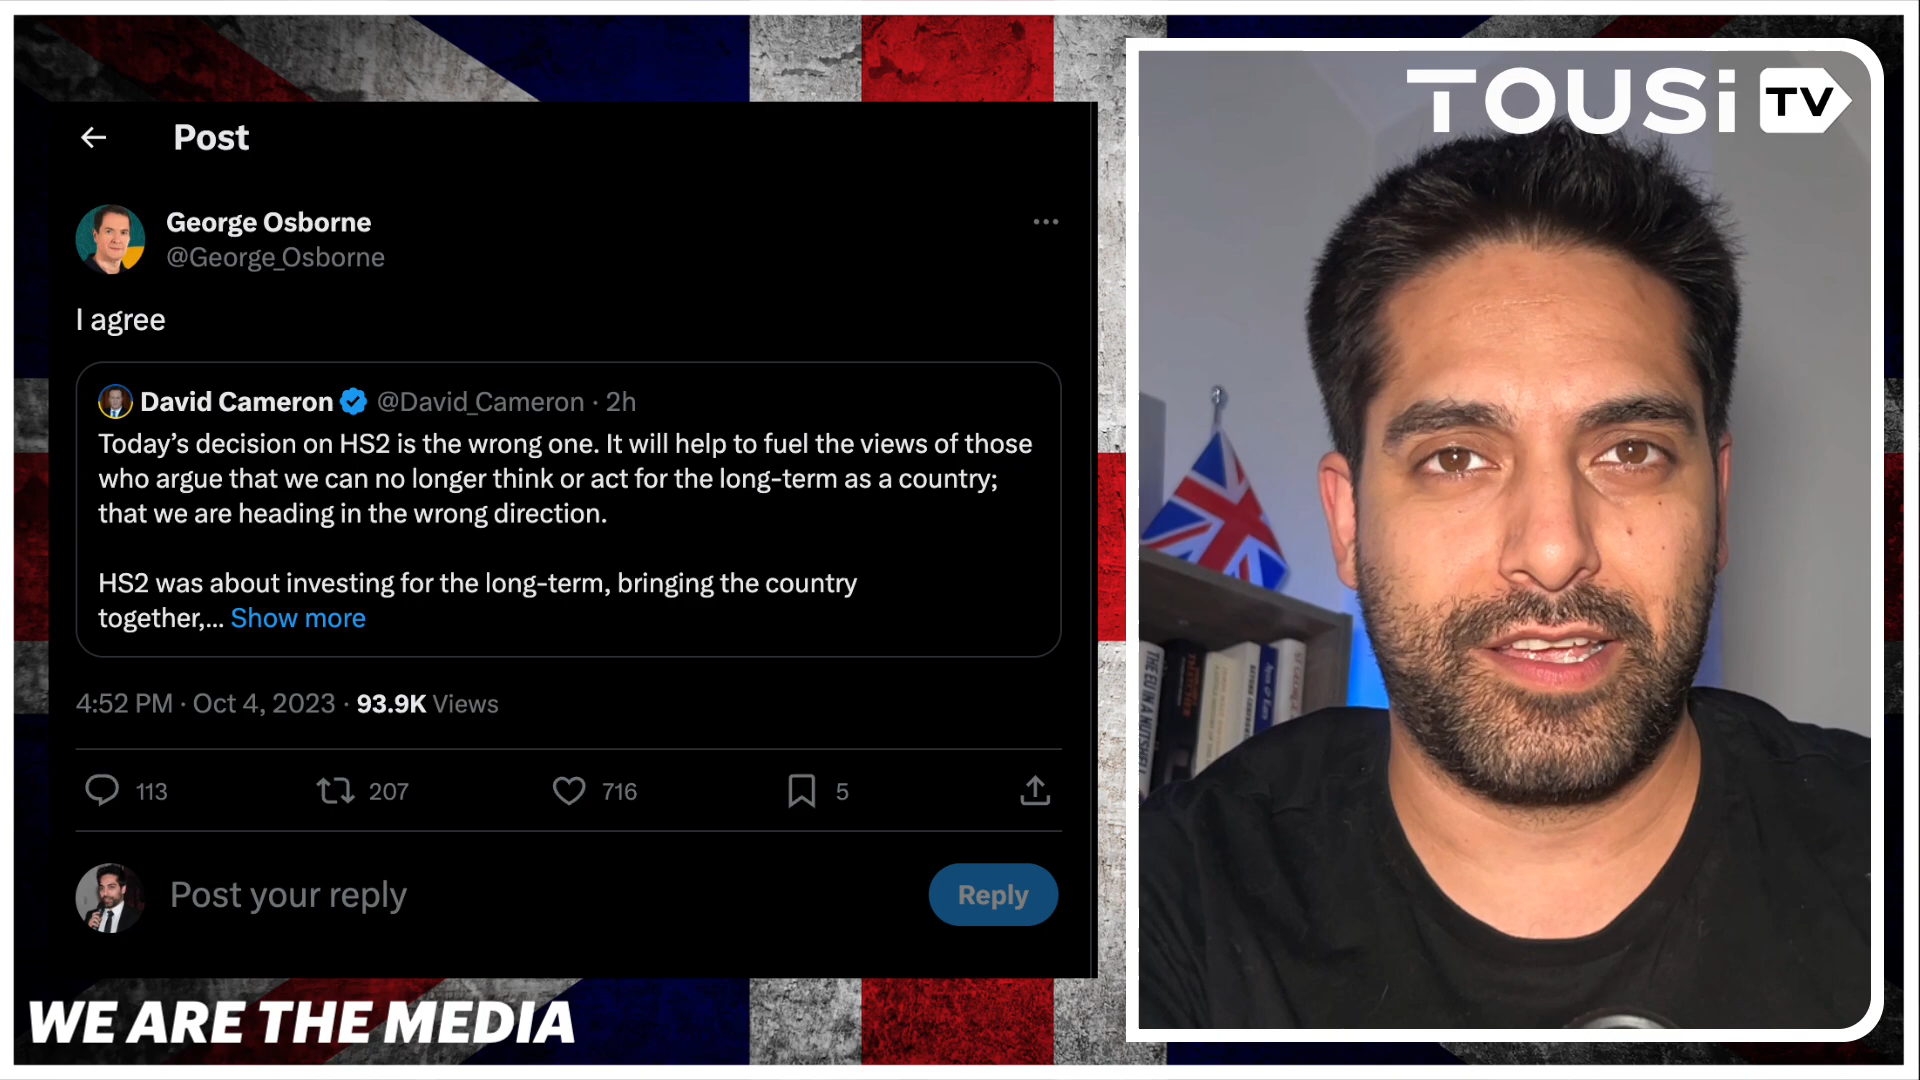 Post
George Osborne
@George_Osborne
I agree
David Cameron @David_Cameron · 2h
Today’s decision on HS2 is the wrong one. It will help to fuel the views of those
who argue that we can no longer think or act for the long-term as a country;
that we are heading in the wrong direction.
HS2 was about investing for the long-term, bringing the country
together,... Show more
4:52 PM · Oct 4, 2023 · 93.9K Views
113 207 716 5
Post your reply
Reply
WE ARE THE MEDIA
TOUSi TV
THE EU IN A NUTSHELL